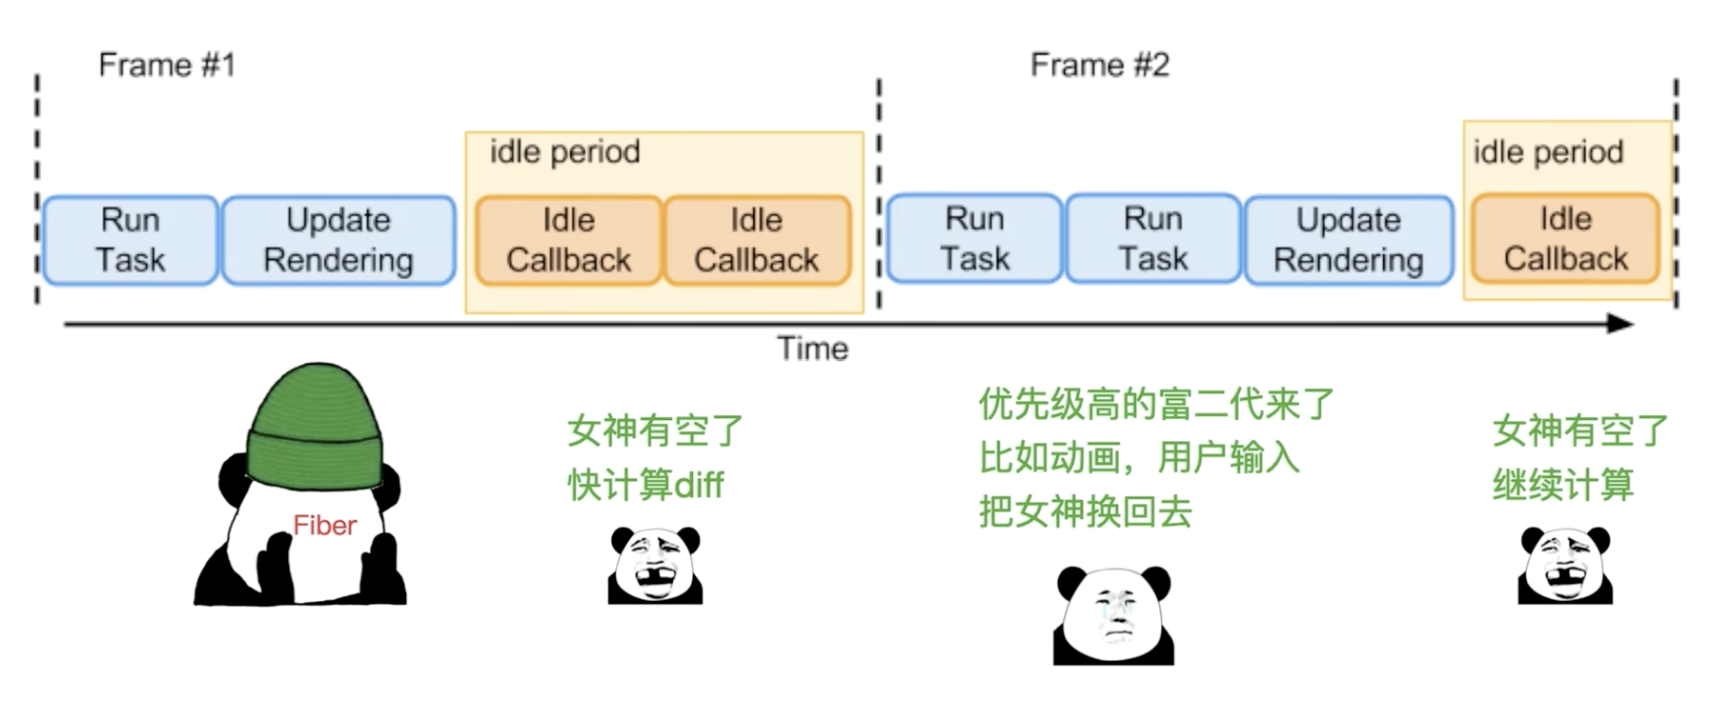 Frame #1
Frame #2
idle period
idle period
Run
Task
Update
Rendering
Idle
Callback
Idle
Callback
Run
Task
Run
Task
Update
Rendering
Idle
Callback
Time
Fiber
女神有空了
快计算diff
优先级高的富二代来了
比如动画，用户输入
把女神换回去
女神有空了
继续计算